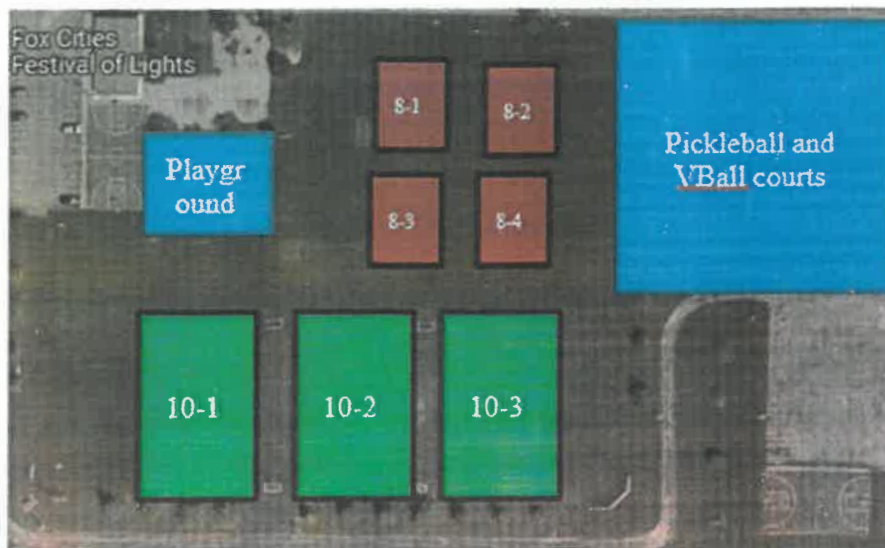 Fox Cities
Festival of Lights
8-1
8-2
Pickleball and
VBall courts
Playgr
ound
8-3
8-4
10-1
10-2
10-3